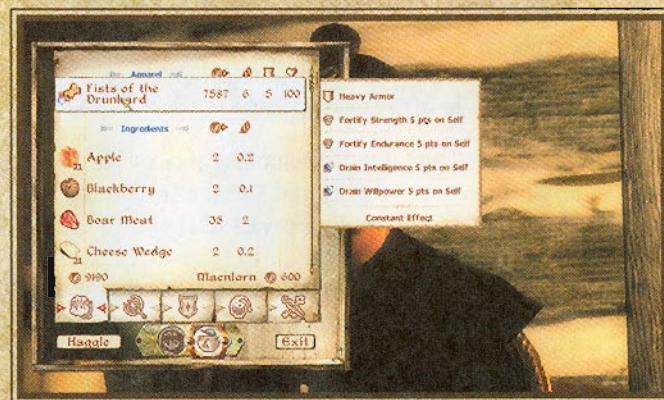 Apparel
Fists of the Drunkard 7587 6 5 100
Ingredients
21 Apple 2 0.2
Blackberry 2 0.1
Boar Meat 35 2
21 Cheese Wedge 2 0.2
9190 Maenlorn 600
Haggle Exit
Heavy Armor
Fortify Strength 5 pts on Self
Fortify Endurance 5 pts on Self
Drain Intelligence 5 pts on Self
Drain Willpower 5 pts on Self
Constant Effect